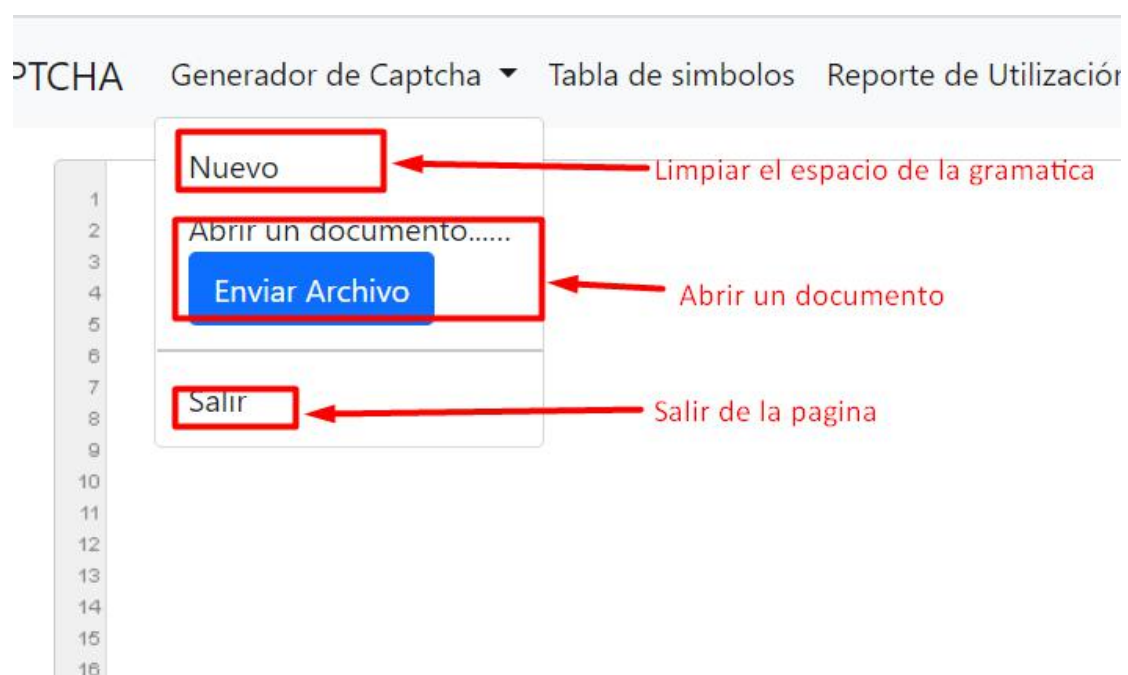 PTCHA Generador de Captcha Tabla de simbolos Reporte de Utilización
Nuevo
Limpiar el espacio de la gramatica
Abrir un documento......
Enviar Archivo
Abrir un documento
Salir
Salir de la pagina
1
2
3
4
5
6
7
8
9
10
11
12
13
14
15
16